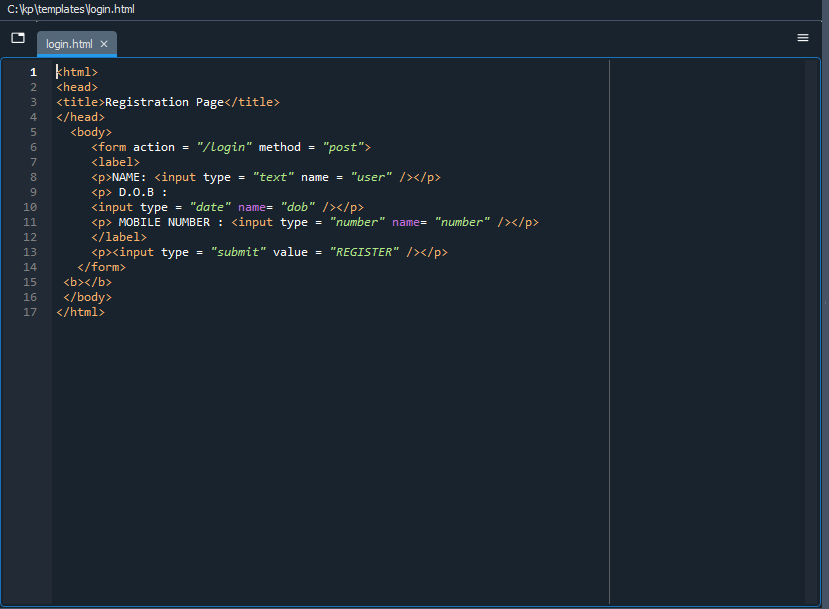 C:\kp\templates\login.html
login.html ×
1 <html>
2 <head>
3 <title>Registration Page</title>
4 </head>
5   <body>
6      <form action = "/login" method = "post">
7      <label>
8      <p>NAME: <input type = "text" name = "user" /></p>
9      <p> D.O.B :
10      <input type = "date" name= "dob" /></p>
11      <p> MOBILE NUMBER : <input type = "number" name= "number" /></p>
12      </label>
13      <p><input type = "submit" value = "REGISTER" /></p>
14    </form>
15  <b></b>
16  </body>
17 </html>